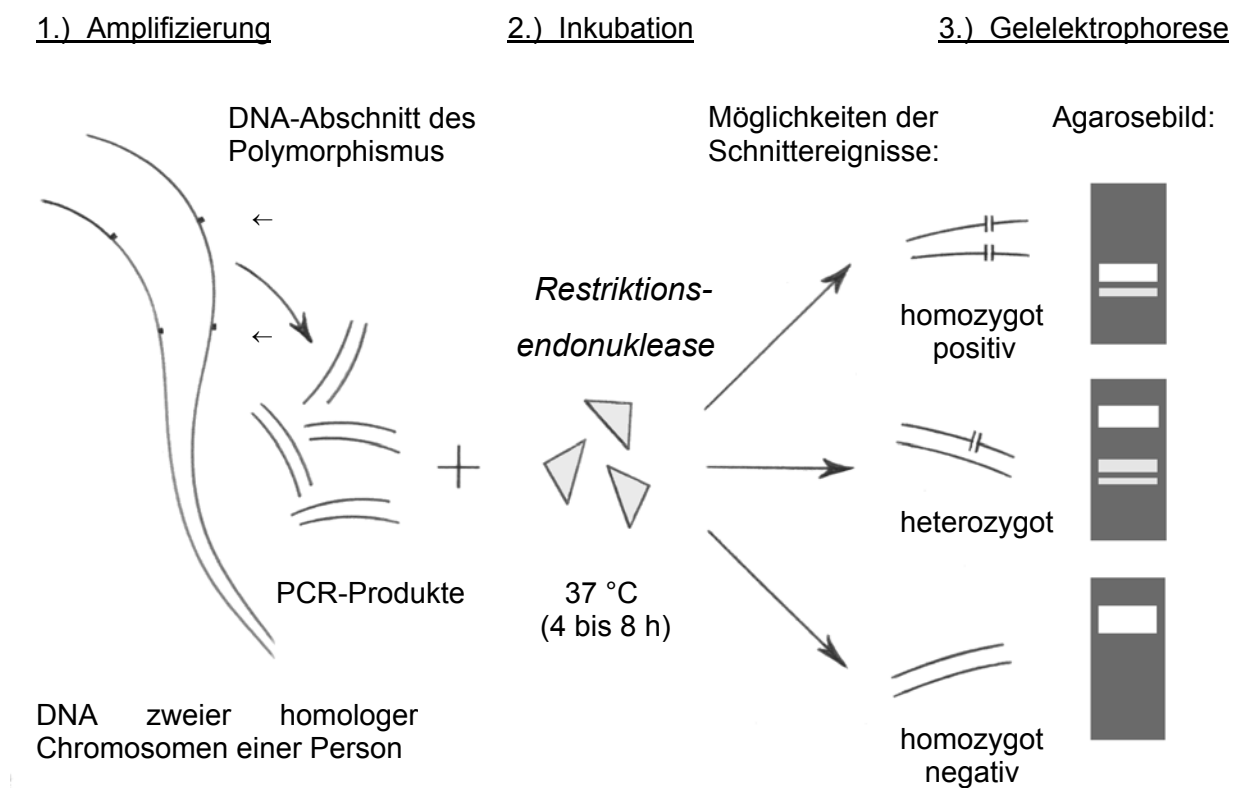 1.) Amplifizierung
2.) Inkubation
3.) Gelelektrophorese
DNA-Abschnitt des
Polymorphismus
←
←
PCR-Produkte
DNA zweier homologer
Chromosomen einer Person
+
Restriktions-
endonuklease
37 °C
(4 bis 8 h)
Möglichkeiten der
Schnittereignisse:
Agarosebild:
homozygot
positiv
heterozygot
homozygot
negativ